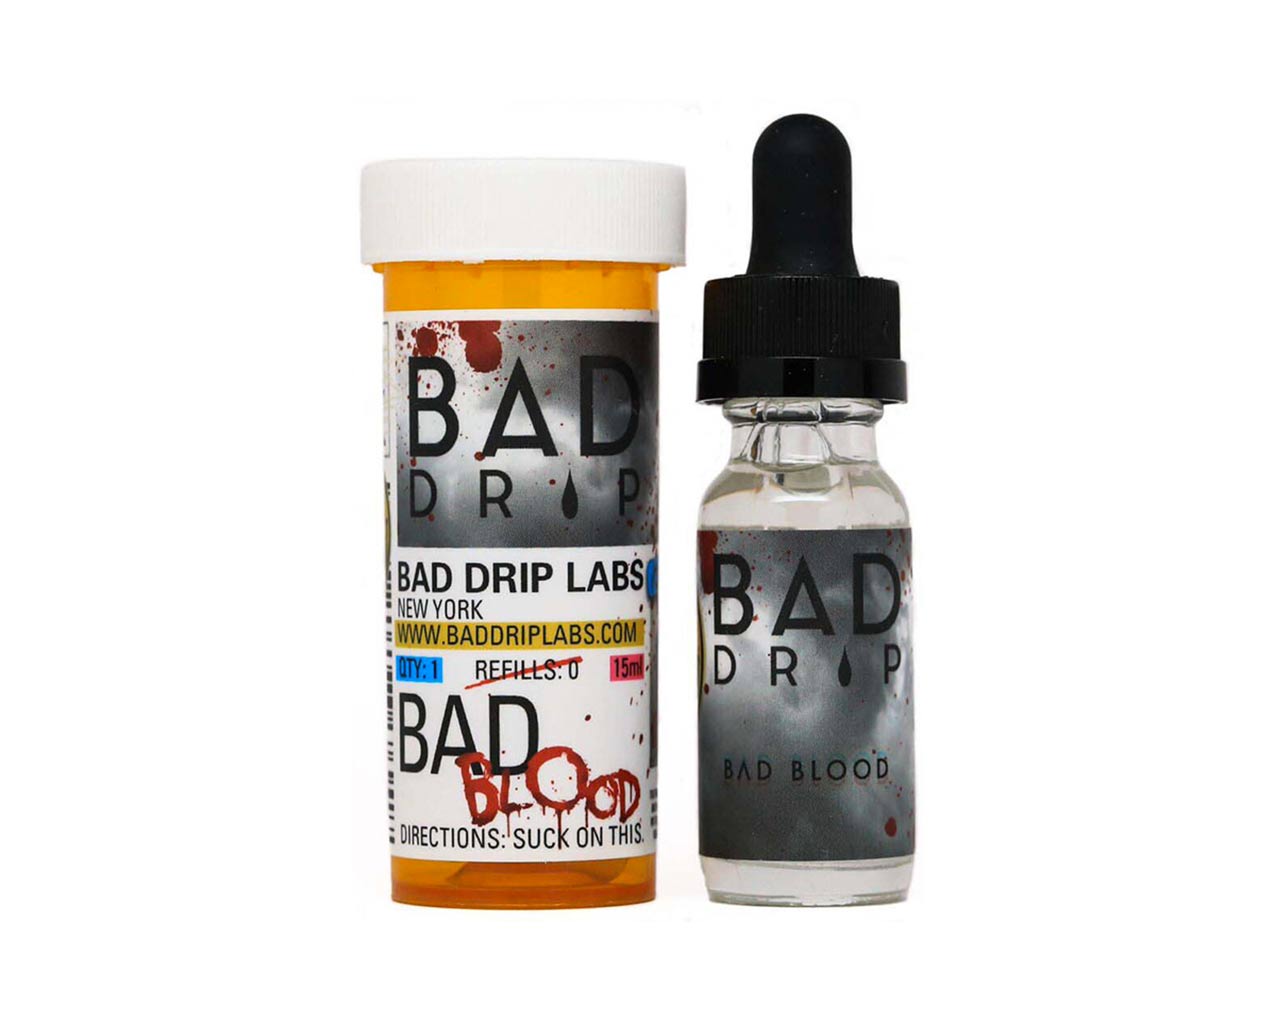 BAD
DRIP
BAD DRIP LABS
NEW YORK
WWW.BADDRIPLABS.COM
QTY: 1 REFILLS: 0 15ml
BAD
BLOOD
DIRECTIONS: SUCK ON THIS.
BAD
DRIP
BAD BLOOD